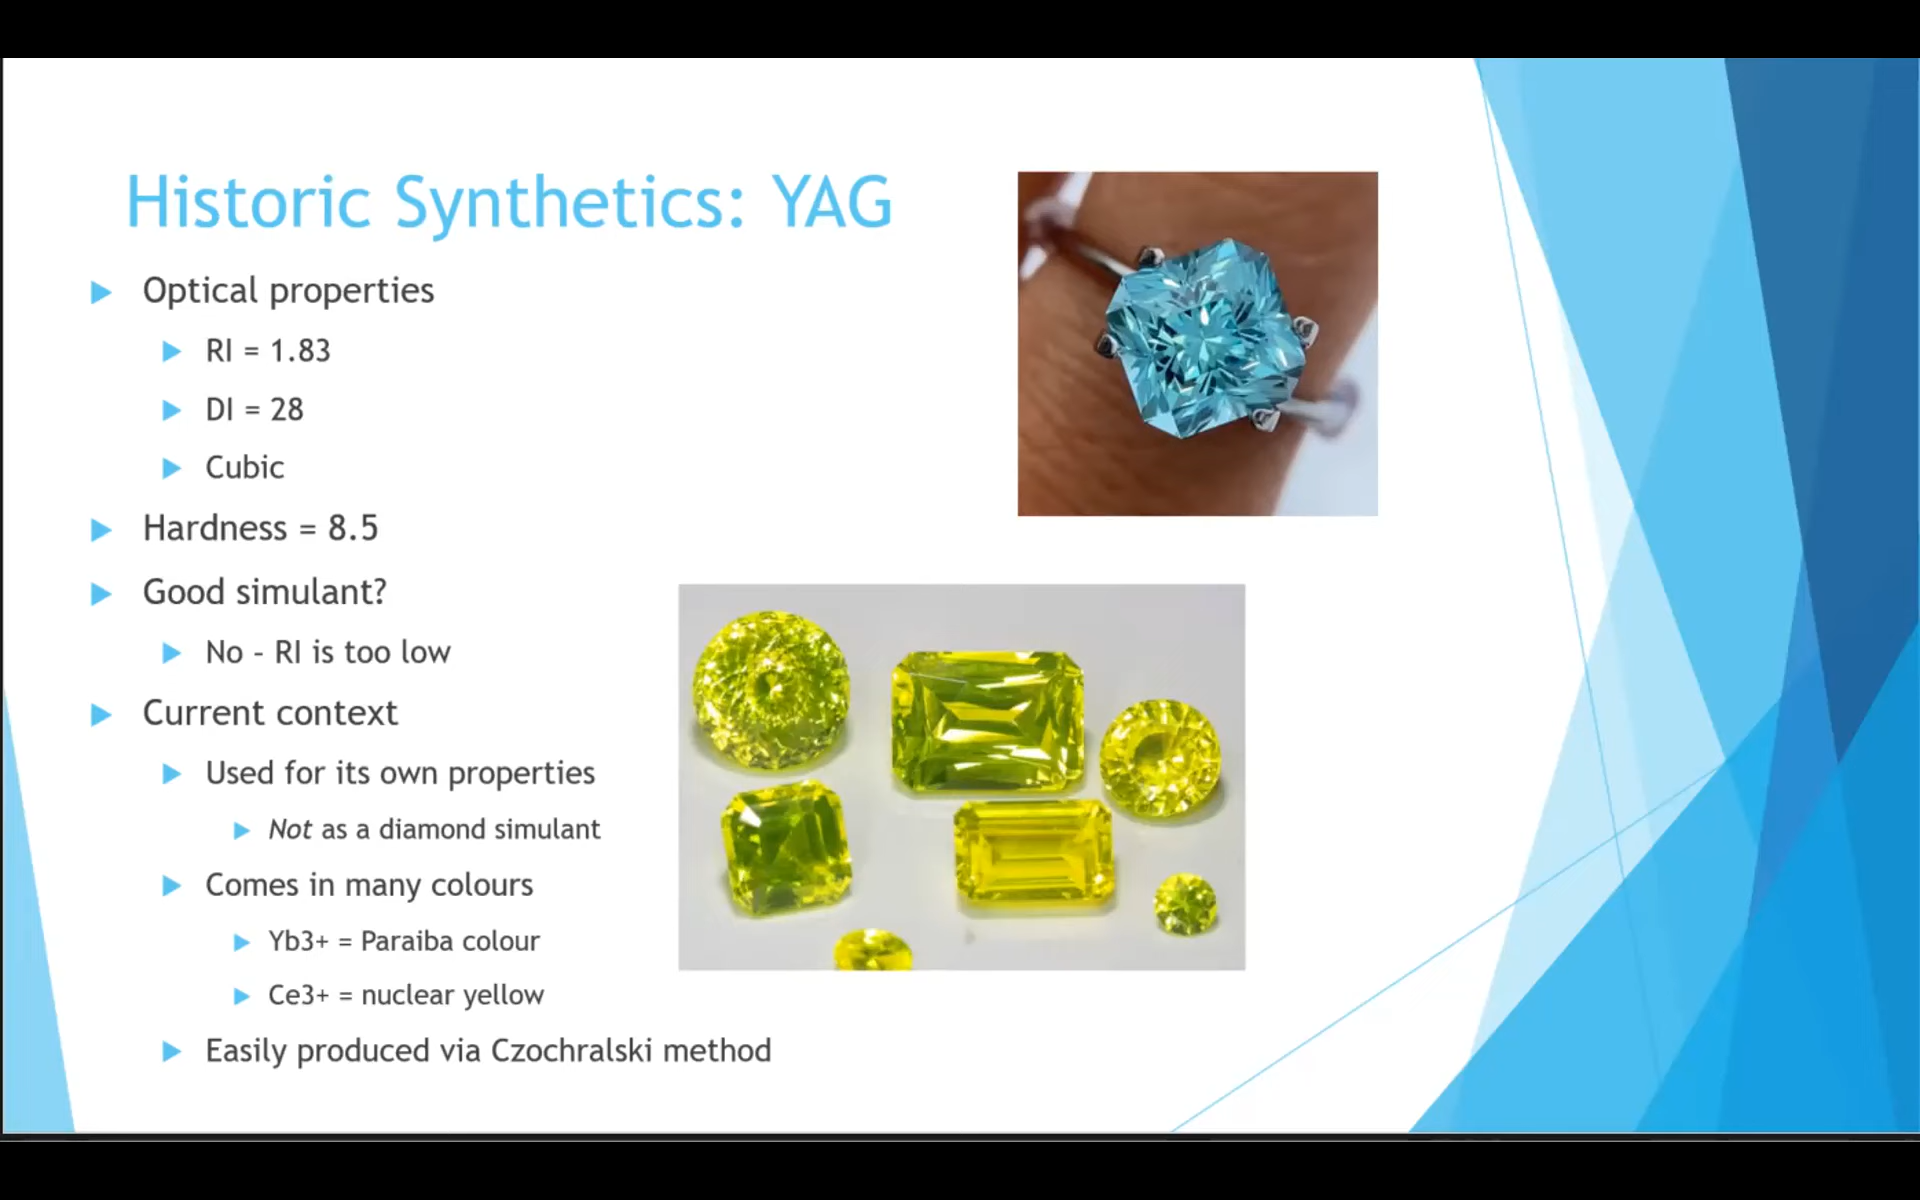 Historic Synthetics: YAG
Optical properties
RI = 1.83
DI = 28
Cubic
Hardness = 8.5
Good simulant?
No - RI is too low
Current context
Used for its own properties
Not as a diamond simulant
Comes in many colours
Yb3+ = Paraiba colour
Ce3+ = nuclear yellow
Easily produced via Czochralski method